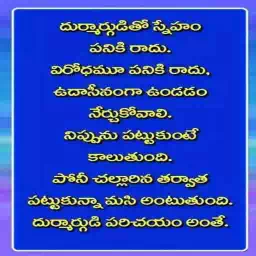 దుర్మార్గుడితో స్నేహం
పనికి రాదు.
విరోధమూ పనికి రాదు.
ఉదాసీనంగా ఉండడం
నేర్చుకోవాలి.
నిప్పును పట్టుకుంటే
కాలుతుంది.
పోనీ చల్లారిన తర్వాత
పట్టుకున్నా మసి అంటుతుంది.
దుర్మార్గుడి పరిచయం అంతే.